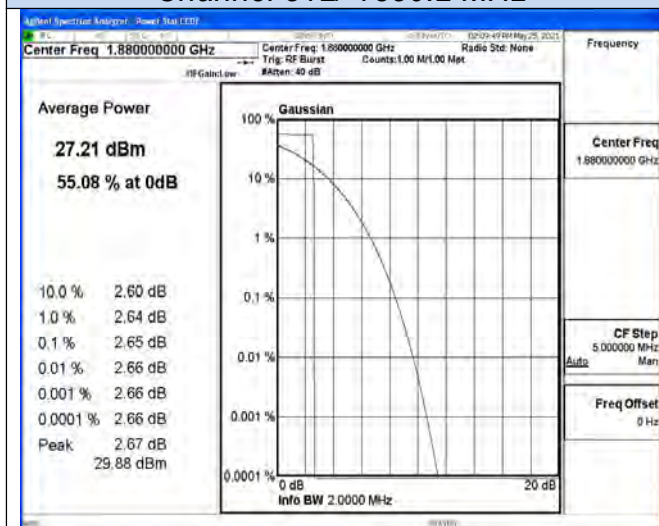 Agilent Spectrum Analyzer - Power Stat CCDF
02:09:49 PM May 25, 2021
Center Freq 1.880000000 GHz
Center Freq: 1.880000000 GHz
Radio Std: None
Trig: RF Burst
Counts:1.00 M/1.00 Mpt
#IFGain:Low
#Atten: 40 dB
Frequency
Average Power
27.21 dBm
55.08 % at 0dB
10.0 % 2.60 dB
1.0 % 2.64 dB
0.1 % 2.65 dB
0.01 % 2.66 dB
0.001 % 2.66 dB
0.0001 % 2.66 dB
Peak 2.67 dB
29.88 dBm
Gaussian
100 %
10 %
1 %
0.1 %
0.01 %
0.001 %
0.0001 %
0 dB
20 dB
Info BW 2.0000 MHz
Center Freq
1.880000000 GHz
CF Step
5.000000 MHz
Auto Man
Freq Offset
0 Hz